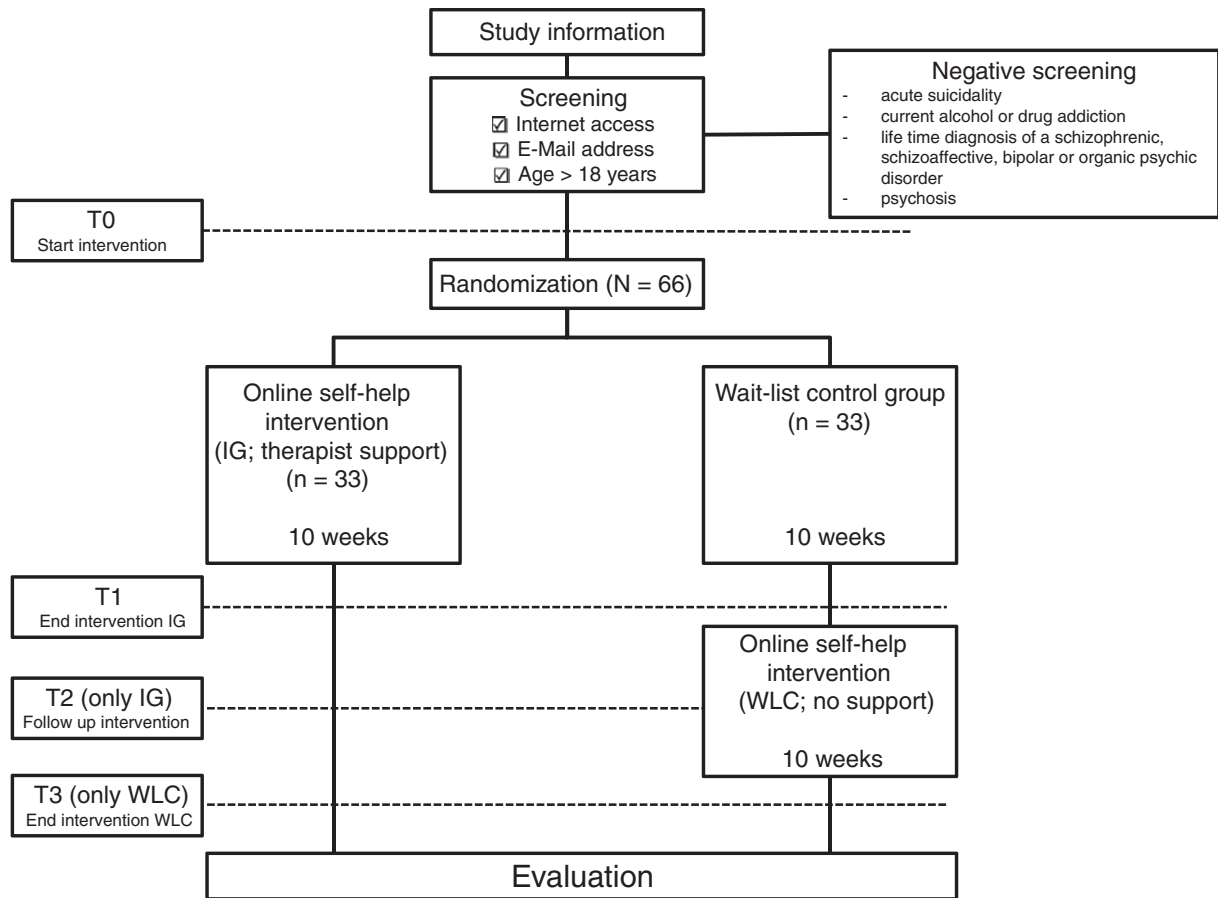 Study information
Screening
☑ Internet access
☑ E-Mail address
☑ Age > 18 years
Negative screening
- acute suicidality
- current alcohol or drug addiction
- life time diagnosis of a schizophrenic,
schizoaffective, bipolar or organic psychic
disorder
- psychosis
T0
Start intervention
Randomization (N = 66)
Online self-help
intervention
(IG; therapist support)
(n = 33)
10 weeks
Wait-list control group
(n = 33)
10 weeks
T1
End intervention IG
Online self-help
intervention
(WLC; no support)
10 weeks
T2 (only IG)
Follow up intervention
T3 (only WLC)
End intervention WLC
Evaluation